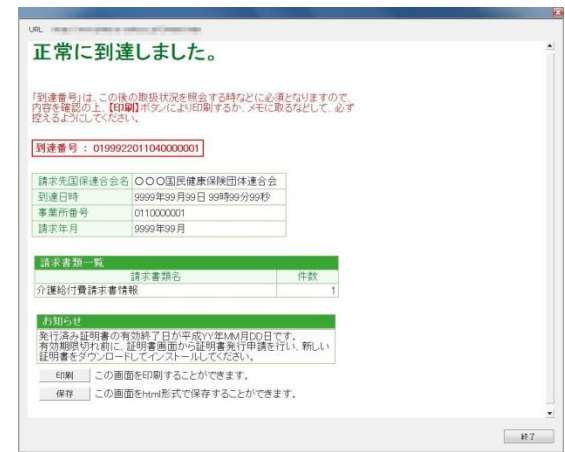 URL
正常に到達しました。
「到達番号」は、この後の取扱状況を照会する時などに必須となりますので、
内容を確認の上、【印刷】ボタンにより印刷するか、メモに取るなどして、必ず
控えるようにしてください。
到達番号 : 0199922011040000001
請求先国保連合会名 〇〇〇国民健康保険団体連合会
到達日時 9999年99月99日 99時99分99秒
事業所番号 0110000001
請求年月 9999年99月
請求書類一覧
請求書類名 件数
介護給付費請求書情報 1
お知らせ
発行済み証明書の有効終了日が平成YY年MM月DD日です。
有効期限切れ前に、証明書画面から証明書発行申請を行い、新しい
証明書をダウンロードしてインストールしてください。
印刷 この画面を印刷することができます。
保存 この画面をhtml形式で保存することができます。
終了